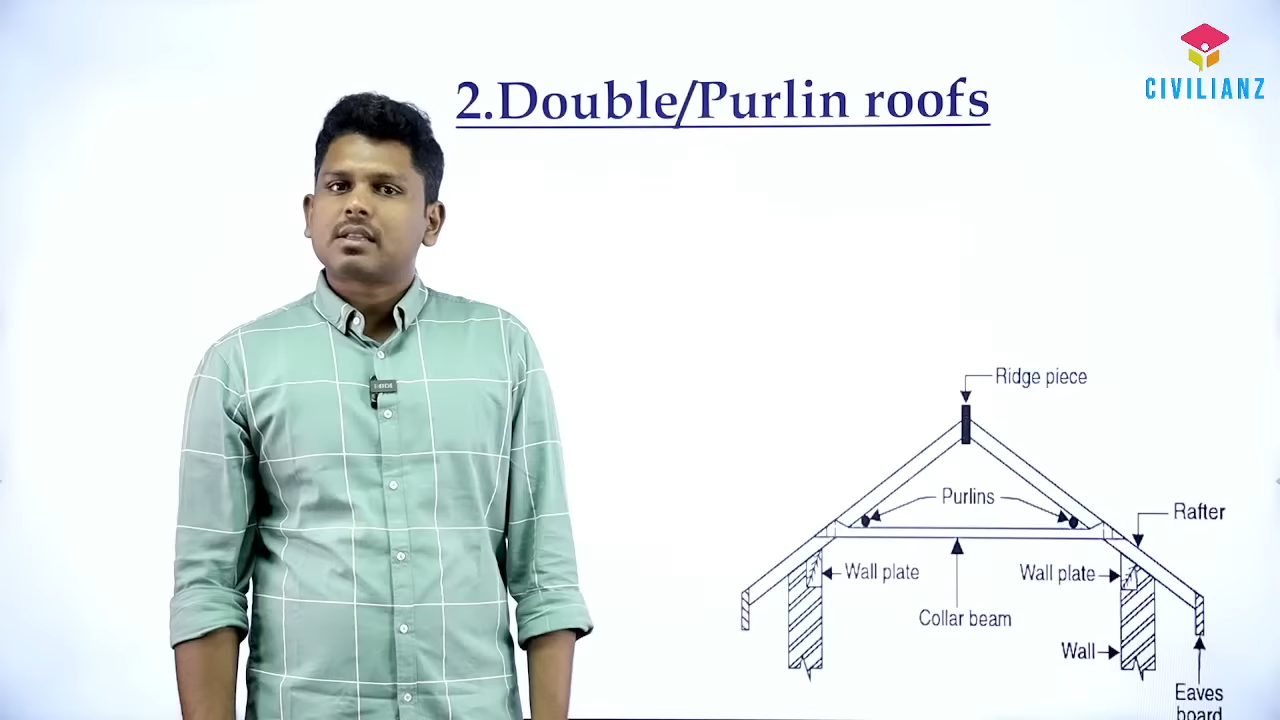 2.Double/Purlin roofs
CIVILIANZ
Ridge piece
Purlins
Rafter
Wall plate
Wall plate
Collar beam
Wall
Eaves
board